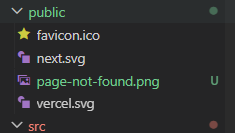 public
favicon.ico
next.svg
page-not-found.png U
vercel.svg
src